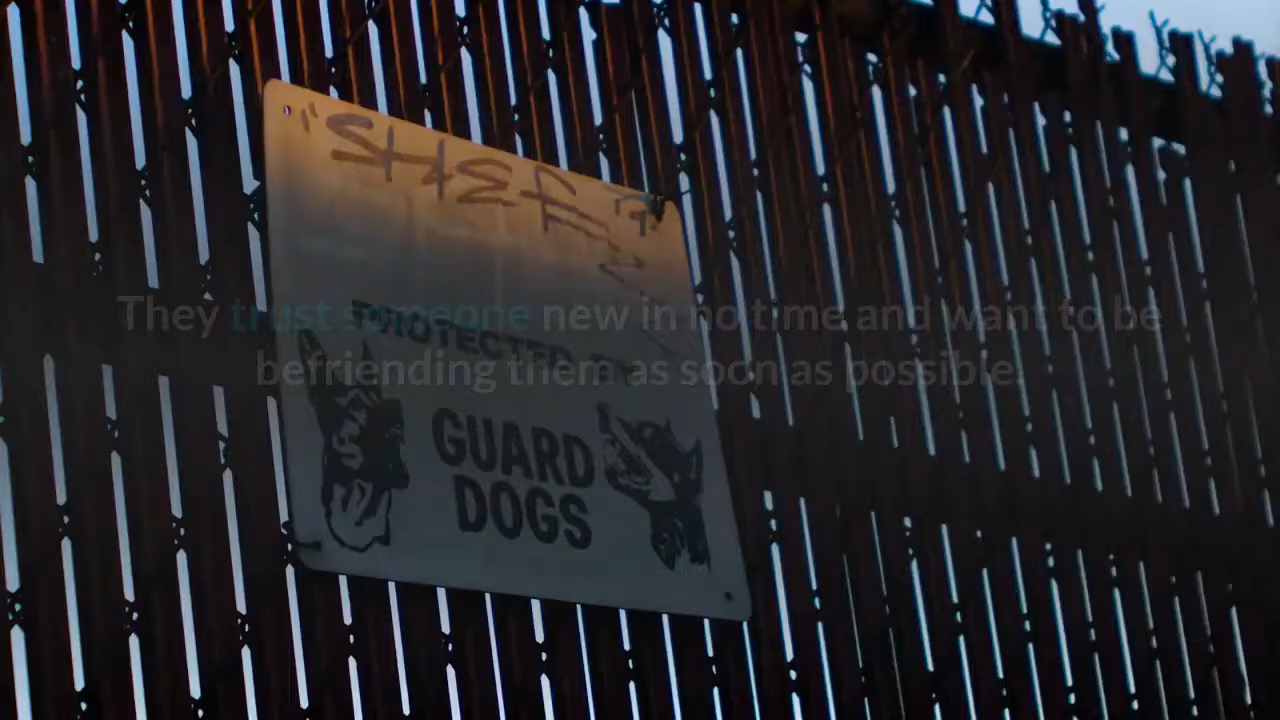 They trust someone new in no time and want to be
befriending them as soon as possible.
PROTECTED BY
GUARD
DOGS